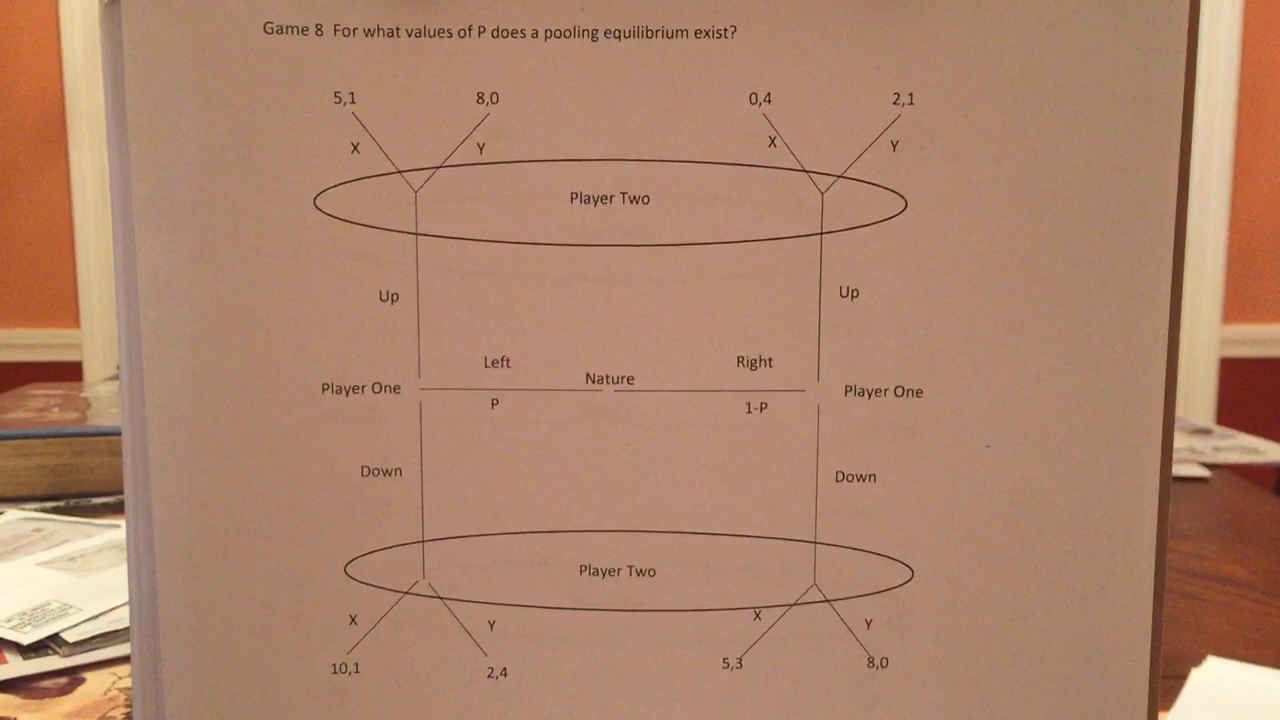 Game 8 For what values of P does a pooling equilibrium exist?
5,1 8,0 0,4 2,1
X Y X Y
Player Two
Up Up
Left Right
Nature
Player One Player One
P 1-P
Down Down
Player Two
X Y X Y
10,1 2,4 5,3 8,0